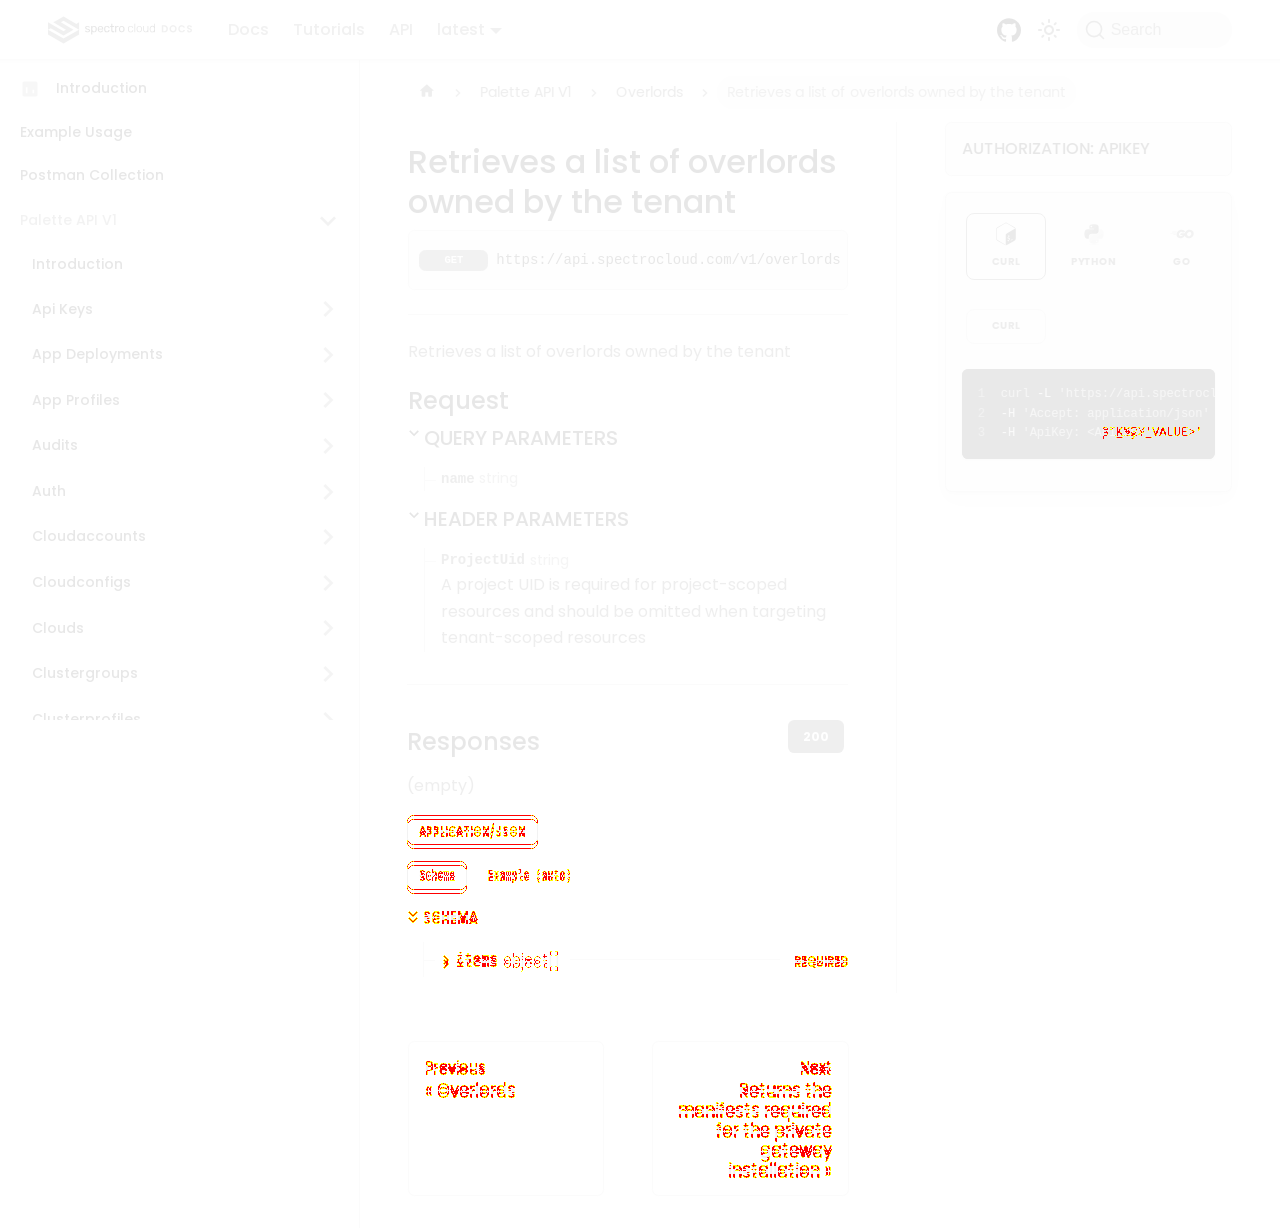 spectro cloud DOCS Docs Tutorials API latest Search
Introduction
Example Usage
Postman Collection
Palette API V1
Introduction
Api Keys
App Deployments
App Profiles
Audits
Auth
Cloudaccounts
Cloudconfigs
Clouds
Clustergroups
Clusterprofiles
Palette API V1 Overlords Retrieves a list of overlords owned by the tenant
Retrieves a list of overlords
owned by the tenant
GET https://api.spectrocloud.com/v1/overlords
Retrieves a list of overlords owned by the tenant
Request
QUERY PARAMETERS
name string
HEADER PARAMETERS
ProjectUid string
A project UID is required for project-scoped
resources and should be omitted when targeting
tenant-scoped resources
Responses
200
(empty)
APPLICATION/JSON
Schema Example (auto)
SCHEMA
items object[] REQUIRED
Previous
« Overlords
Next
Returns the
manifests required
for the private
gateway
installation »
AUTHORIZATION: APIKEY
CURL PYTHON GO
-GO
CURL
1 curl -L 'https://api.spectrocl
2 -H 'Accept: application/json'
3 -H 'ApiKey: